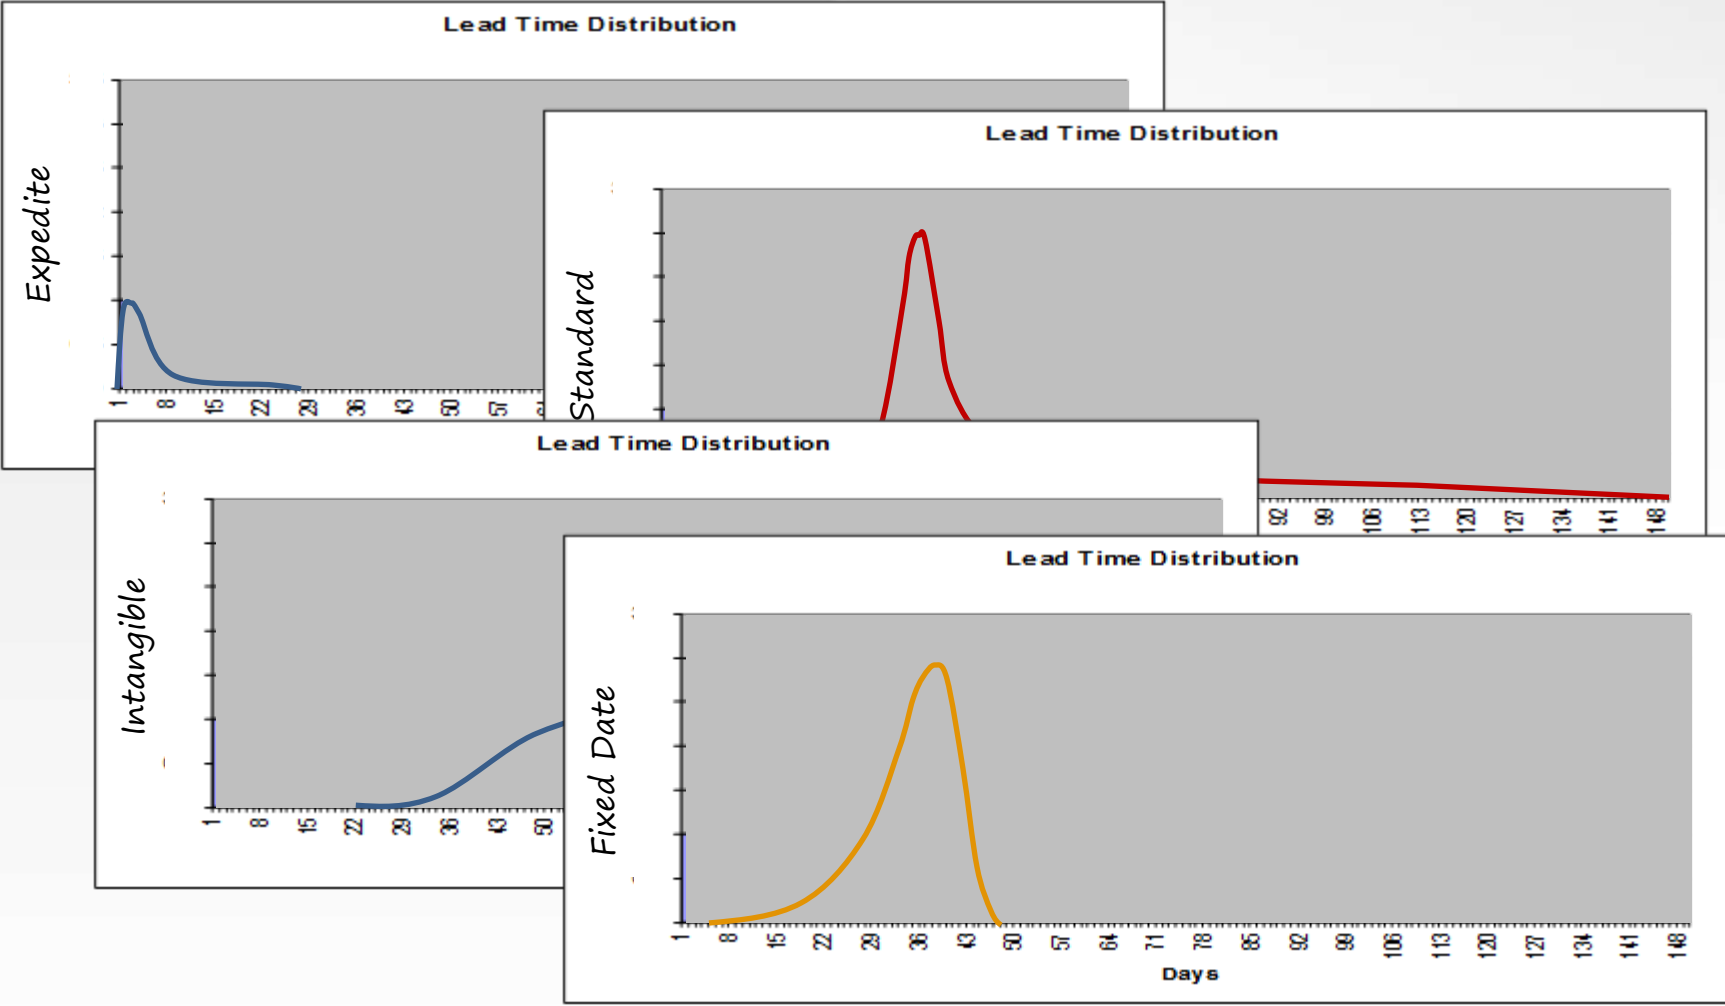 Lead Time Distribution
Expedite
1 8 15 22 29 36 43 50 57
Lead Time Distribution
Standard
92 99 106 113 120 127 134 141 148
Lead Time Distribution
Intangible
1 8 15 22 29 36 43 50
Lead Time Distribution
Fixed Date
1 8 15 22 29 36 43 50 57 64 71 78 85 92 99 106 113 120 127 134 141 148
Days